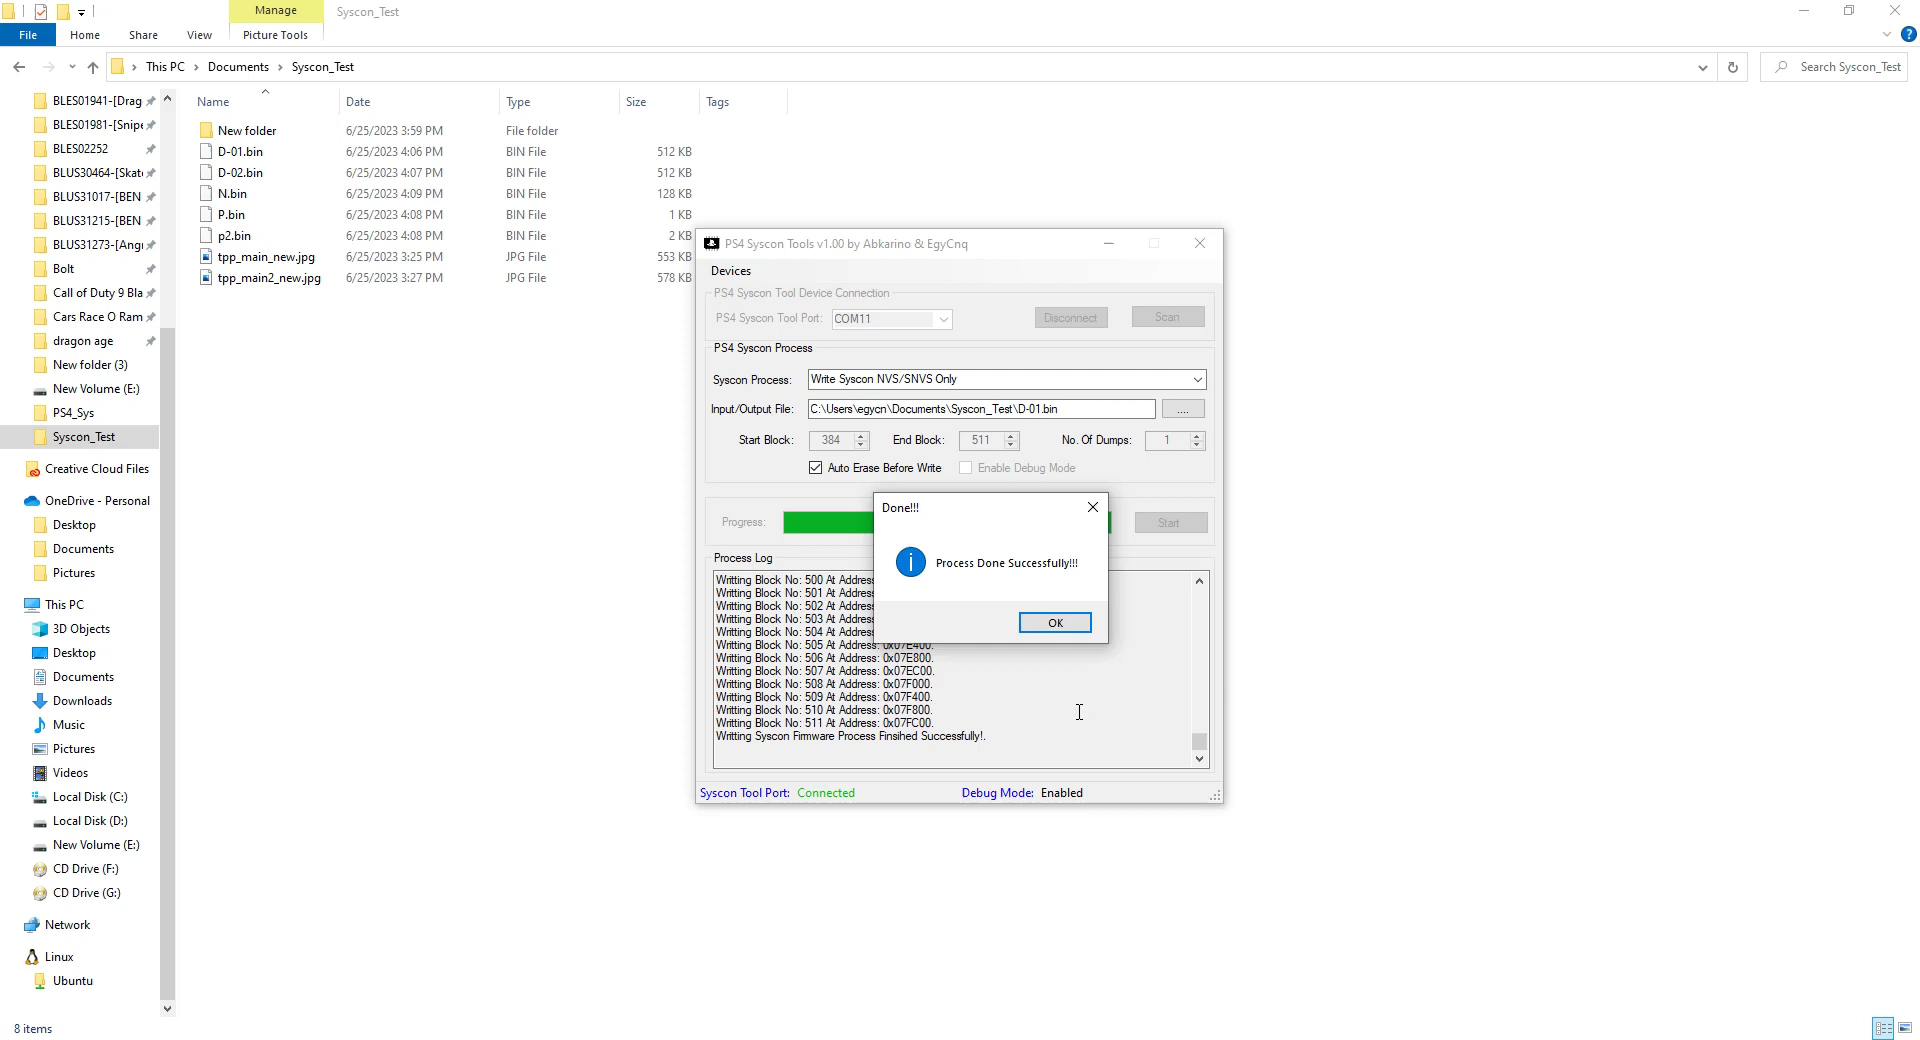 Manage
Syscon_Test
File
Home
Share
View
Picture Tools
This PC
Documents
Syscon_Test
Search Syscon_Test
Name
Date
Type
Size
Tags
New folder
6/25/2023 3:59 PM
File folder
D-01.bin
6/25/2023 4:06 PM
BIN File
512 KB
D-02.bin
6/25/2023 4:07 PM
BIN File
512 KB
N.bin
6/25/2023 4:09 PM
BIN File
128 KB
P.bin
6/25/2023 4:08 PM
BIN File
1 KB
p2.bin
6/25/2023 4:08 PM
BIN File
2 KB
tpp_main_new.jpg
6/25/2023 3:25 PM
JPG File
553 KB
tpp_main2_new.jpg
6/25/2023 3:27 PM
JPG File
578 KB
BLES01941-[Drag
BLES01981-[Snipe
BLES02252
BLUS30464-[Skat
BLUS31017-[BEN
BLUS31215-[BEN
BLUS31273-[Angr
Bolt
Call of Duty 9 Bla
Cars Race O Ram
dragon age
New folder (3)
New Volume (E:)
PS4_Sys
Syscon_Test
Creative Cloud Files
OneDrive - Personal
Desktop
Documents
Pictures
This PC
3D Objects
Desktop
Documents
Downloads
Music
Pictures
Videos
Local Disk (C:)
Local Disk (D:)
New Volume (E:)
CD Drive (F:)
CD Drive (G:)
Network
Linux
Ubuntu
8 items
PS4 Syscon Tools v1.00 by Abkarino & EgyCnq
Devices
PS4 Syscon Tool Device Connection
PS4 Syscon Tool Port:
COM11
Disconnect
Scan
PS4 Syscon Process
Syscon Process:
Write Syscon NVS/SNVS Only
Input/Output File:
C:\Users\egycn\Documents\Syscon_Test\D-01.bin
....
Start Block:
384
End Block:
511
No. Of Dumps:
1
Auto Erase Before Write
Enable Debug Mode
Progress:
Start
Done!!!
Process Done Successfully!!!
OK
Process Log
Writting Block No: 500 At Address
Writting Block No: 501 At Address
Writting Block No: 502 At Address
Writting Block No: 503 At Address
Writting Block No: 504 At Address
Writting Block No: 505 At Address: 0x07E400.
Writting Block No: 506 At Address: 0x07E800.
Writting Block No: 507 At Address: 0x07EC00.
Writting Block No: 508 At Address: 0x07F000.
Writting Block No: 509 At Address: 0x07F400.
Writting Block No: 510 At Address: 0x07F800.
Writting Block No: 511 At Address: 0x07FC00.
Writting Syscon Firmware Process Finsihed Successfully!.
Syscon Tool Port: Connected
Debug Mode: Enabled